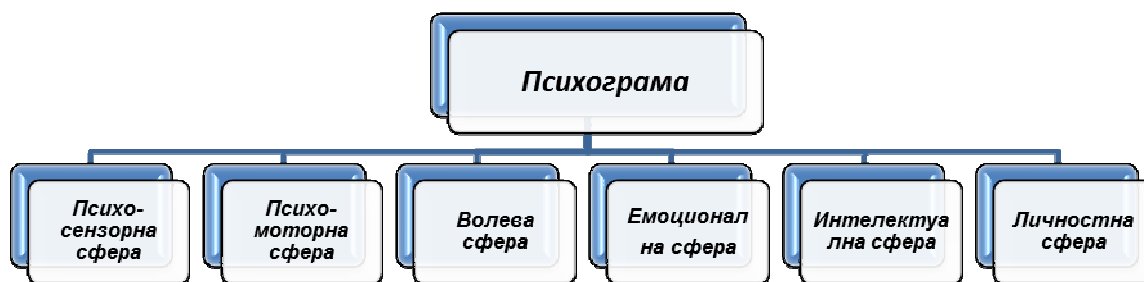 Психограма
Психо-
сензорна
сфера
Психо-
моторна
сфера
Волева
сфера
Емоционал
на сфера
Интелектуа
лна сфера
Личностна
сфера